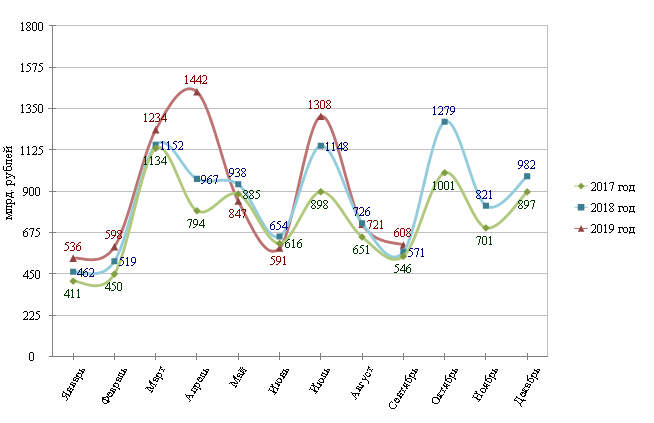 млрд. рублей
1800
1575
1350
1125
900
675
450
225
0
536 598 1234 1442 847 591 1308 721 608
462 519 1152 967 938 654 1148 726 571 1279 821 982
411 450 1134 794 885 616 898 651 546 1001 701 897
Январь Февраль Март Апрель Май Июнь Июль Август Сентябрь Октябрь Ноябрь Декабрь
2017 год
2018 год
2019 год